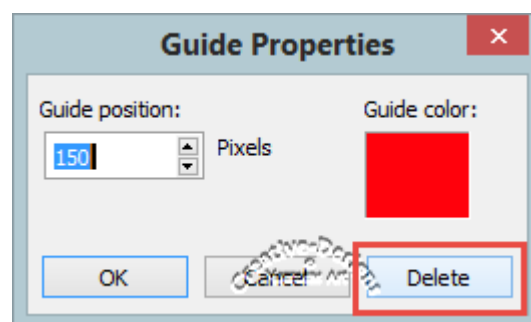 Guide Properties
Guide position:
Guide color:
150
Pixels
OK
Cancel
Delete